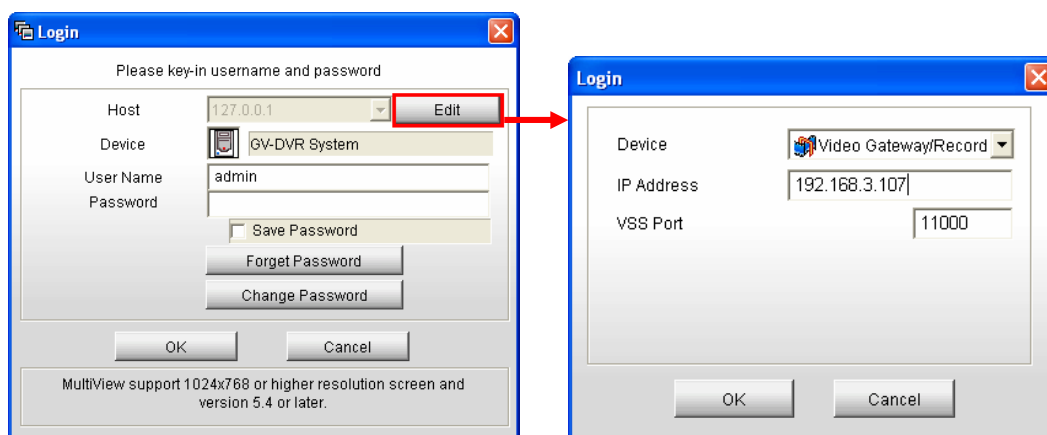 Login
Please key-in username and password
Host 127.0.0.1 Edit
Device GV-DVR System
User Name admin
Password
Save Password
Forget Password
Change Password
OK Cancel
MultiView support 1024x768 or higher resolution screen and
version 5.4 or later.
Login
Device Video Gateway/Record
IP Address 192.168.3.107
VSS Port 11000
OK Cancel